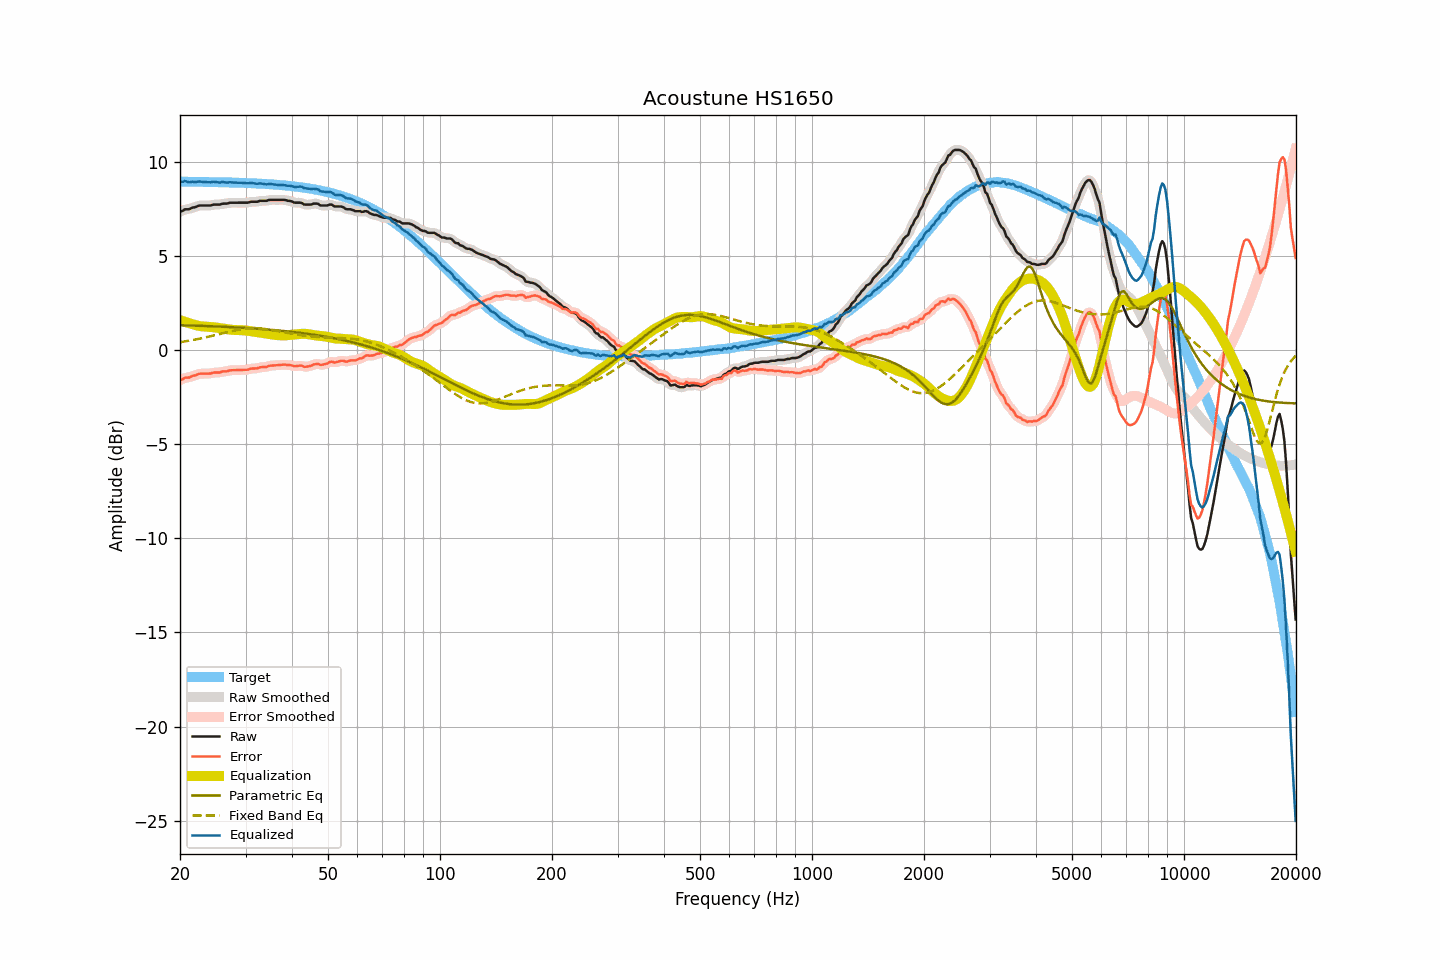 Acoustune HS1650
Amplitude (dBr)
10
5
0
−5
−10
−15
−20
−25
Target
Raw Smoothed
Error Smoothed
Raw
Error
Equalization
Parametric Eq
Fixed Band Eq
Equalized
20 50 100 200 500 1000 2000 5000 10000 20000
Frequency (Hz)